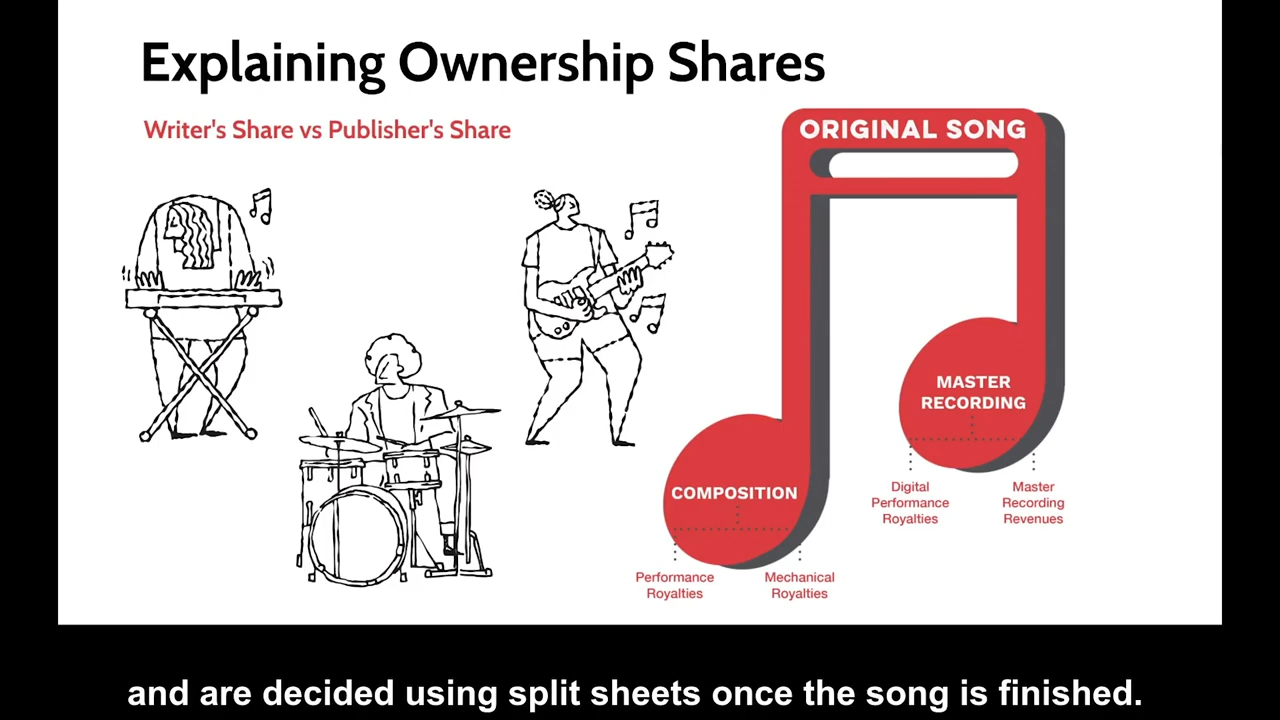 Explaining Ownership Shares
Writer's Share vs Publisher's Share
ORIGINAL SONG
MASTER
RECORDING
Digital
Performance
Royalties
Master
Recording
Revenues
COMPOSITION
Performance
Royalties
Mechanical
Royalties
and are decided using split sheets once the song is finished.